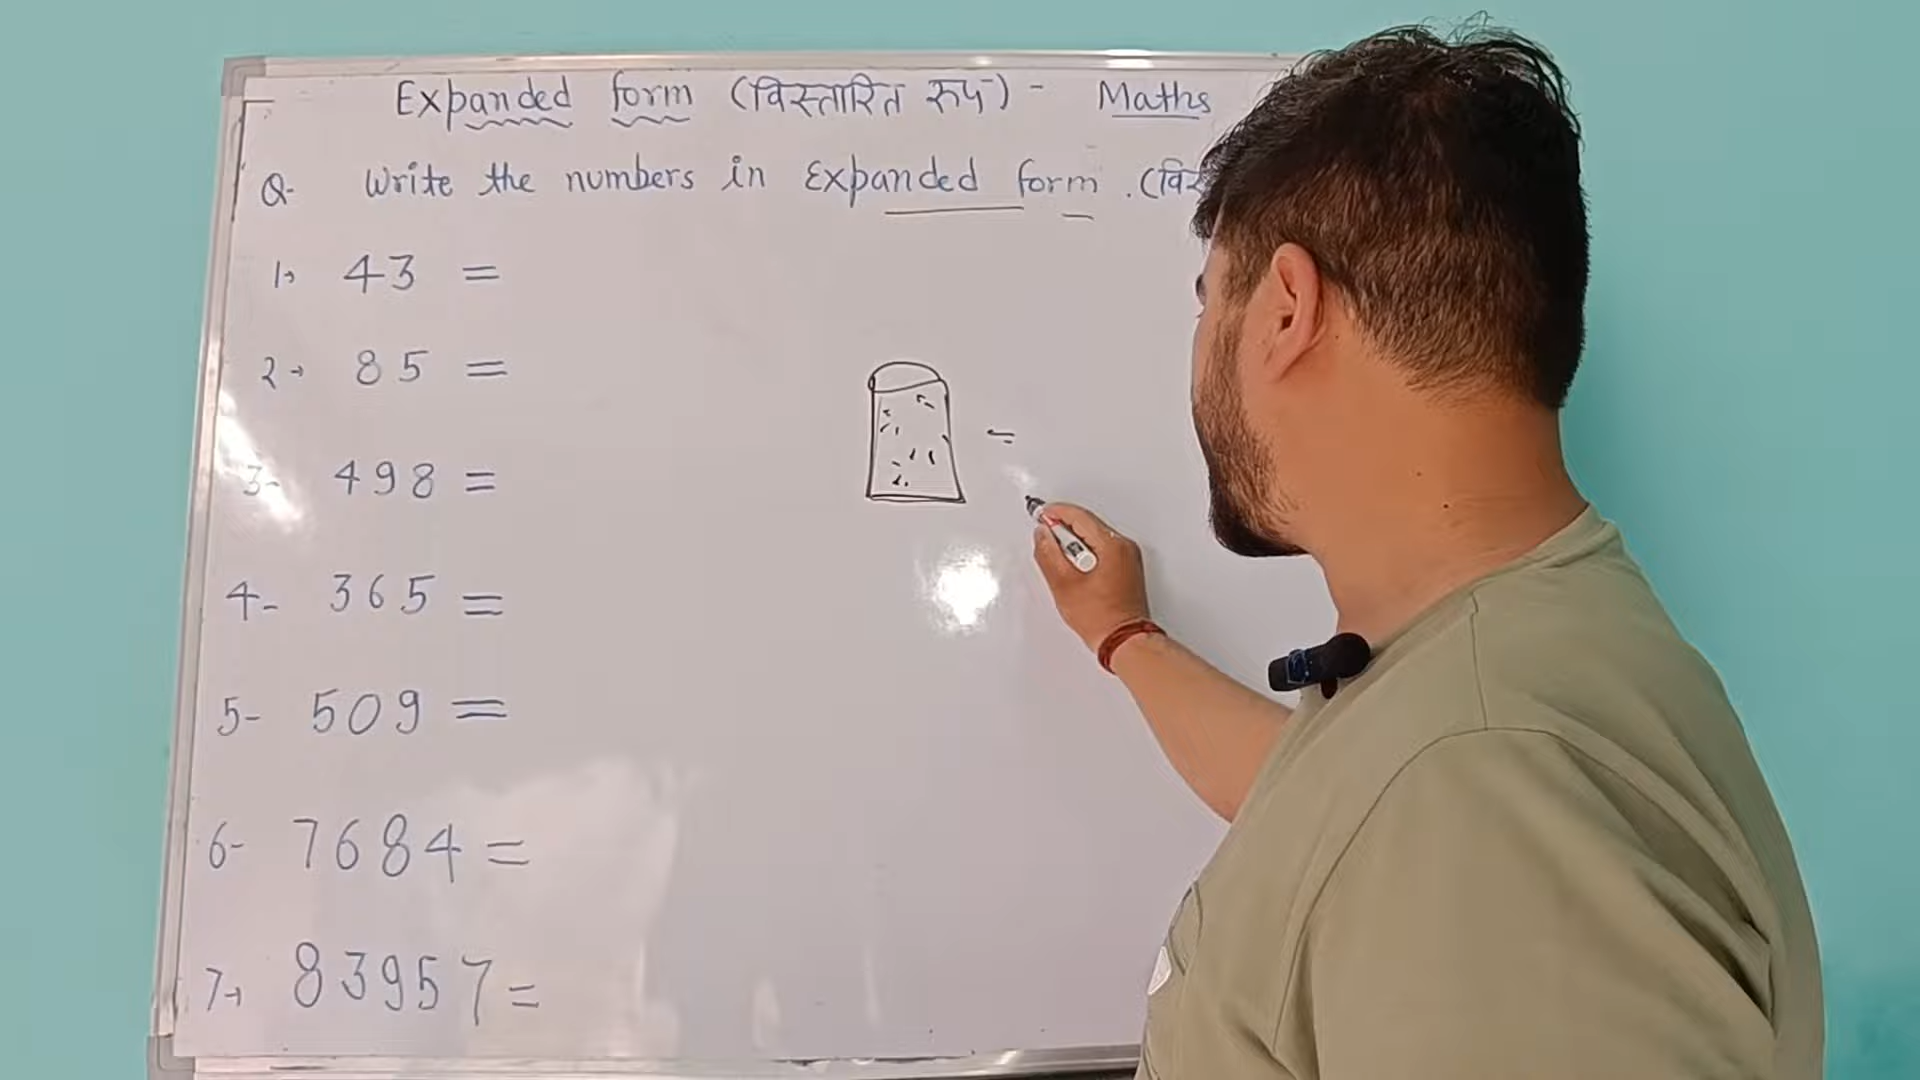 Expanded form (विस्तारित रूप) - Maths
Q- Write the numbers in Expanded form. (
1→ 43 =
2→ 85 =
3- 498 =
4- 365 =
5- 509 =
6- 7684 =
7→ 83957 =
=